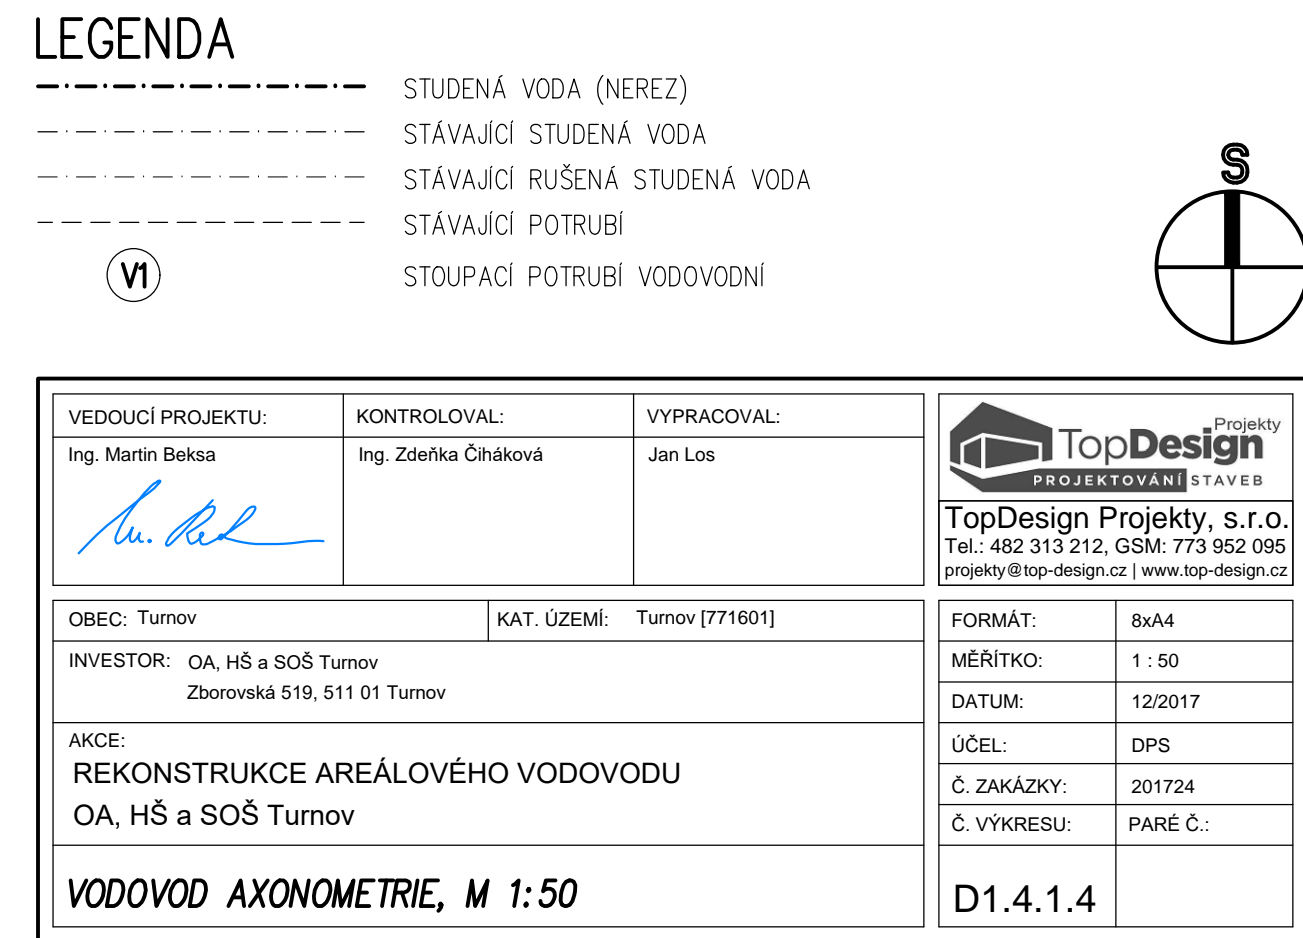 LEGENDA
STUDENÁ VODA (NEREZ)
STÁVAJÍCÍ STUDENÁ VODA
STÁVAJÍCÍ RUŠENÁ STUDENÁ VODA
STÁVAJÍCÍ POTRUBÍ
V1 STOUPACÍ POTRUBÍ VODOVODNÍ
S
VEDOUCÍ PROJEKTU: KONTROLOVAL: VYPRACOVAL:
Ing. Martin Beksa Ing. Zdeňka Čiháková Jan Los
Projekty
TopDesign
PROJEKTOVÁNÍ STAVEB
TopDesign Projekty, s.r.o.
Tel.: 482 313 212, GSM: 773 952 095
projekty@top-design.cz | www.top-design.cz
OBEC: Turnov KAT. ÚZEMÍ: Turnov [771601]
INVESTOR: OA, HŠ a SOŠ Turnov
Zborovská 519, 511 01 Turnov
AKCE:
REKONSTRUKCE AREÁLOVÉHO VODOVODU
OA, HŠ a SOŠ Turnov
VODOVOD AXONOMETRIE, M 1:50
FORMÁT: 8xA4
MĚŘÍTKO: 1 : 50
DATUM: 12/2017
ÚČEL: DPS
Č. ZAKÁZKY: 201724
Č. VÝKRESU: PARÉ Č.:
D1.4.1.4